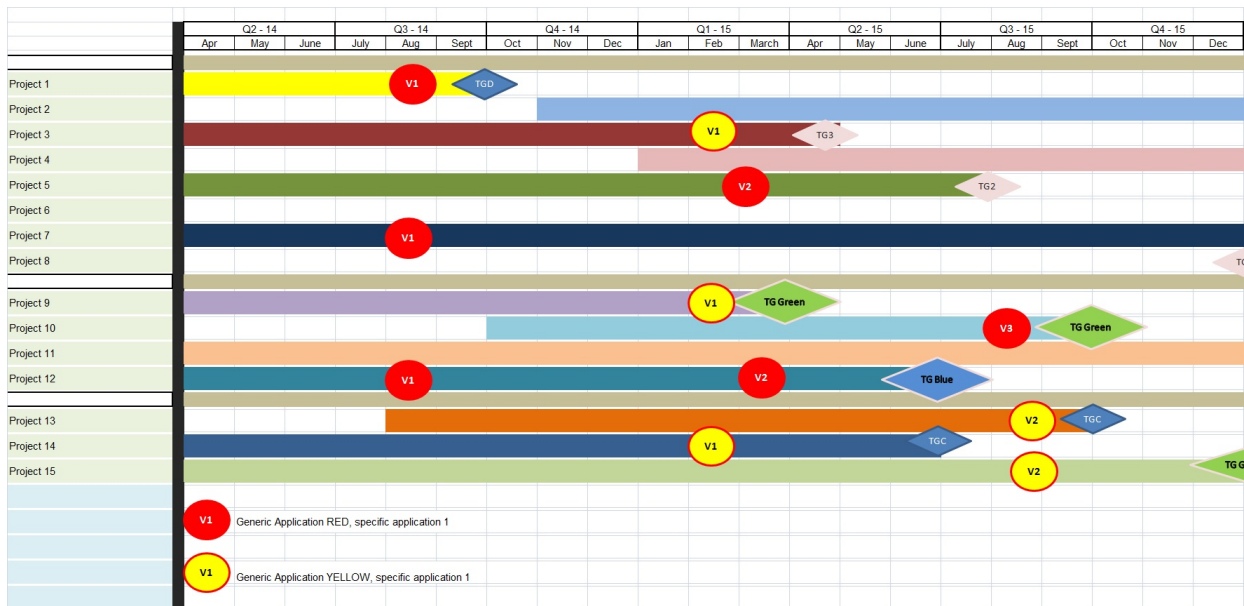 Q2 - 14 Q3 - 14 Q4 - 14 Q1 - 15 Q2 - 15 Q3 - 15 Q4 - 15
Apr May June July Aug Sept Oct Nov Dec Jan Feb March Apr May June July Aug Sept Oct Nov Dec
Project 1 V1 TGD
Project 2
Project 3 V1 TG3
Project 4
Project 5 V2 TG2
Project 6
Project 7 V1
Project 8
Project 9 V1 TG Green
Project 10 V3 TG Green
Project 11
Project 12 V1 V2 TG Blue
Project 13 V2 TGC
Project 14 V1 TGC
Project 15 V2 TG G
V1 Generic Application RED, specific application 1
V1 Generic Application YELLOW, specific application 1